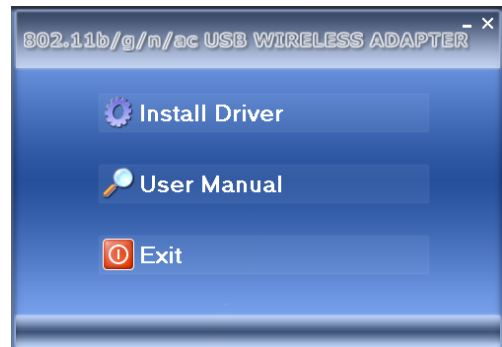 802.11b/g/n/ac USB WIRELESS ADAPTER
Install Driver
User Manual
Exit